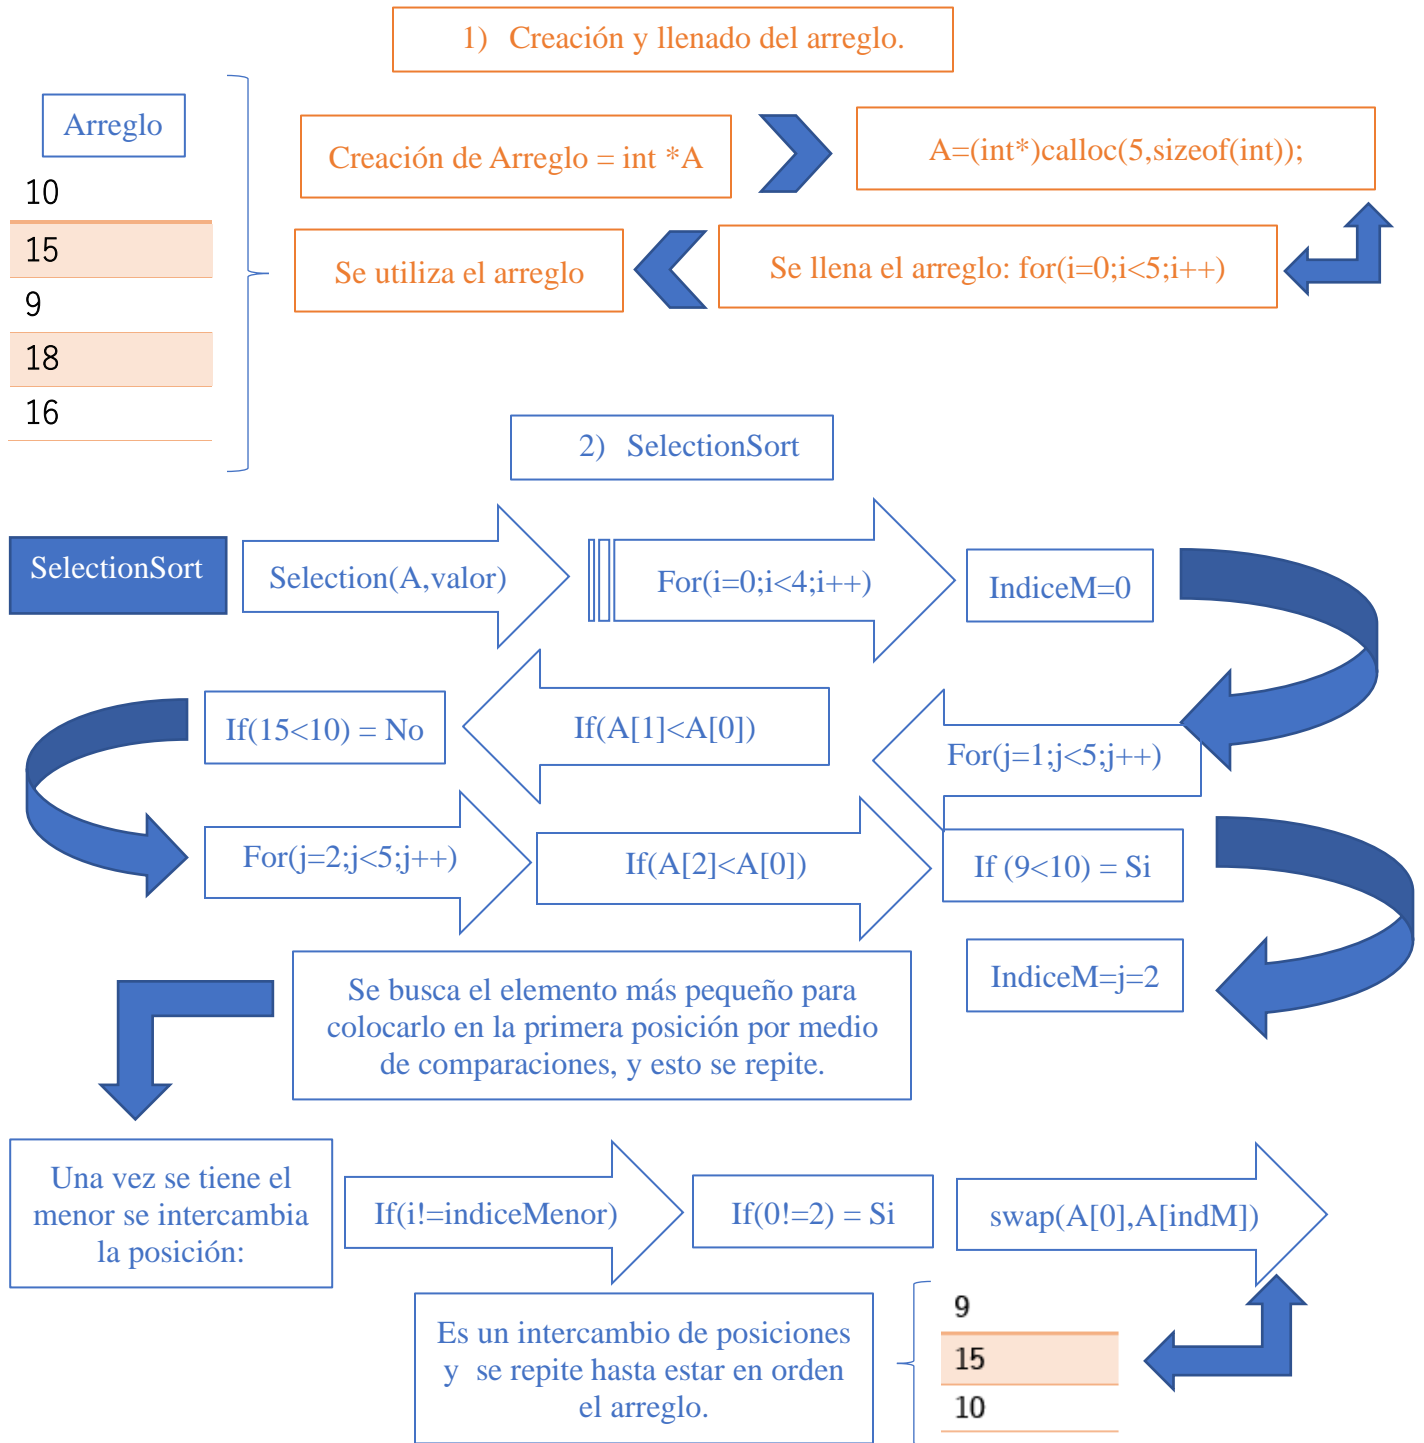 1) Creación y llenado del arreglo.
Arreglo
10
15
9
18
16
Creación de Arreglo = int *A
A=(int*)calloc(5,sizeof(int));
Se llena el arreglo: for(i=0;i<5;i++)
Se utiliza el arreglo
2) SelectionSort
SelectionSort
Selection(A,valor)
For(i=0;i<4;i++)
IndiceM=0
For(j=1;j<5;j++)
If(A[1]<A[0])
If(15<10) = No
For(j=2;j<5;j++)
If(A[2]<A[0])
If (9<10) = Si
IndiceM=j=2
Se busca el elemento más pequeño para
colocarlo en la primera posición por medio
de comparaciones, y esto se repite.
Una vez se tiene el
menor se intercambia
la posición:
If(i!=indiceMenor)
If(0!=2) = Si
swap(A[0],A[indM])
9
15
10
Es un intercambio de posiciones
y se repite hasta estar en orden
el arreglo.